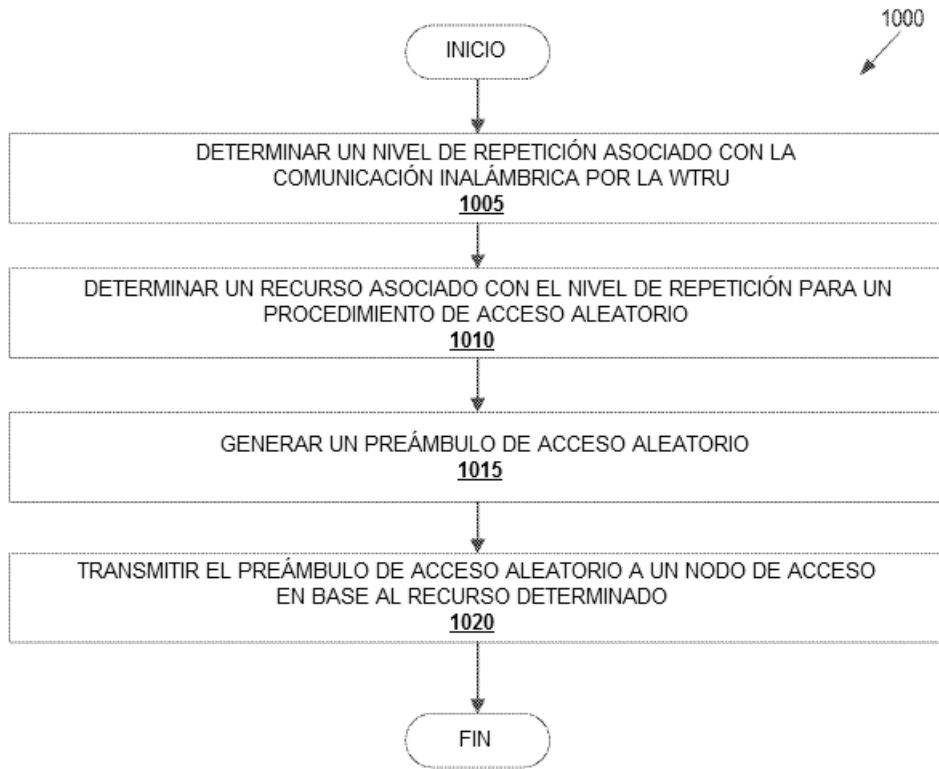 1000
INICIO
DETERMINAR UN NIVEL DE REPETICIÓN ASOCIADO CON LA
COMUNICACIÓN INALÁMBRICA POR LA WTRU
1005
DETERMINAR UN RECURSO ASOCIADO CON EL NIVEL DE REPETICIÓN PARA UN
PROCEDIMIENTO DE ACCESO ALEATORIO
1010
GENERAR UN PREÁMBULO DE ACCESO ALEATORIO
1015
TRANSMITIR EL PREÁMBULO DE ACCESO ALEATORIO A UN NODO DE ACCESO
EN BASE AL RECURSO DETERMINADO
1020
FIN